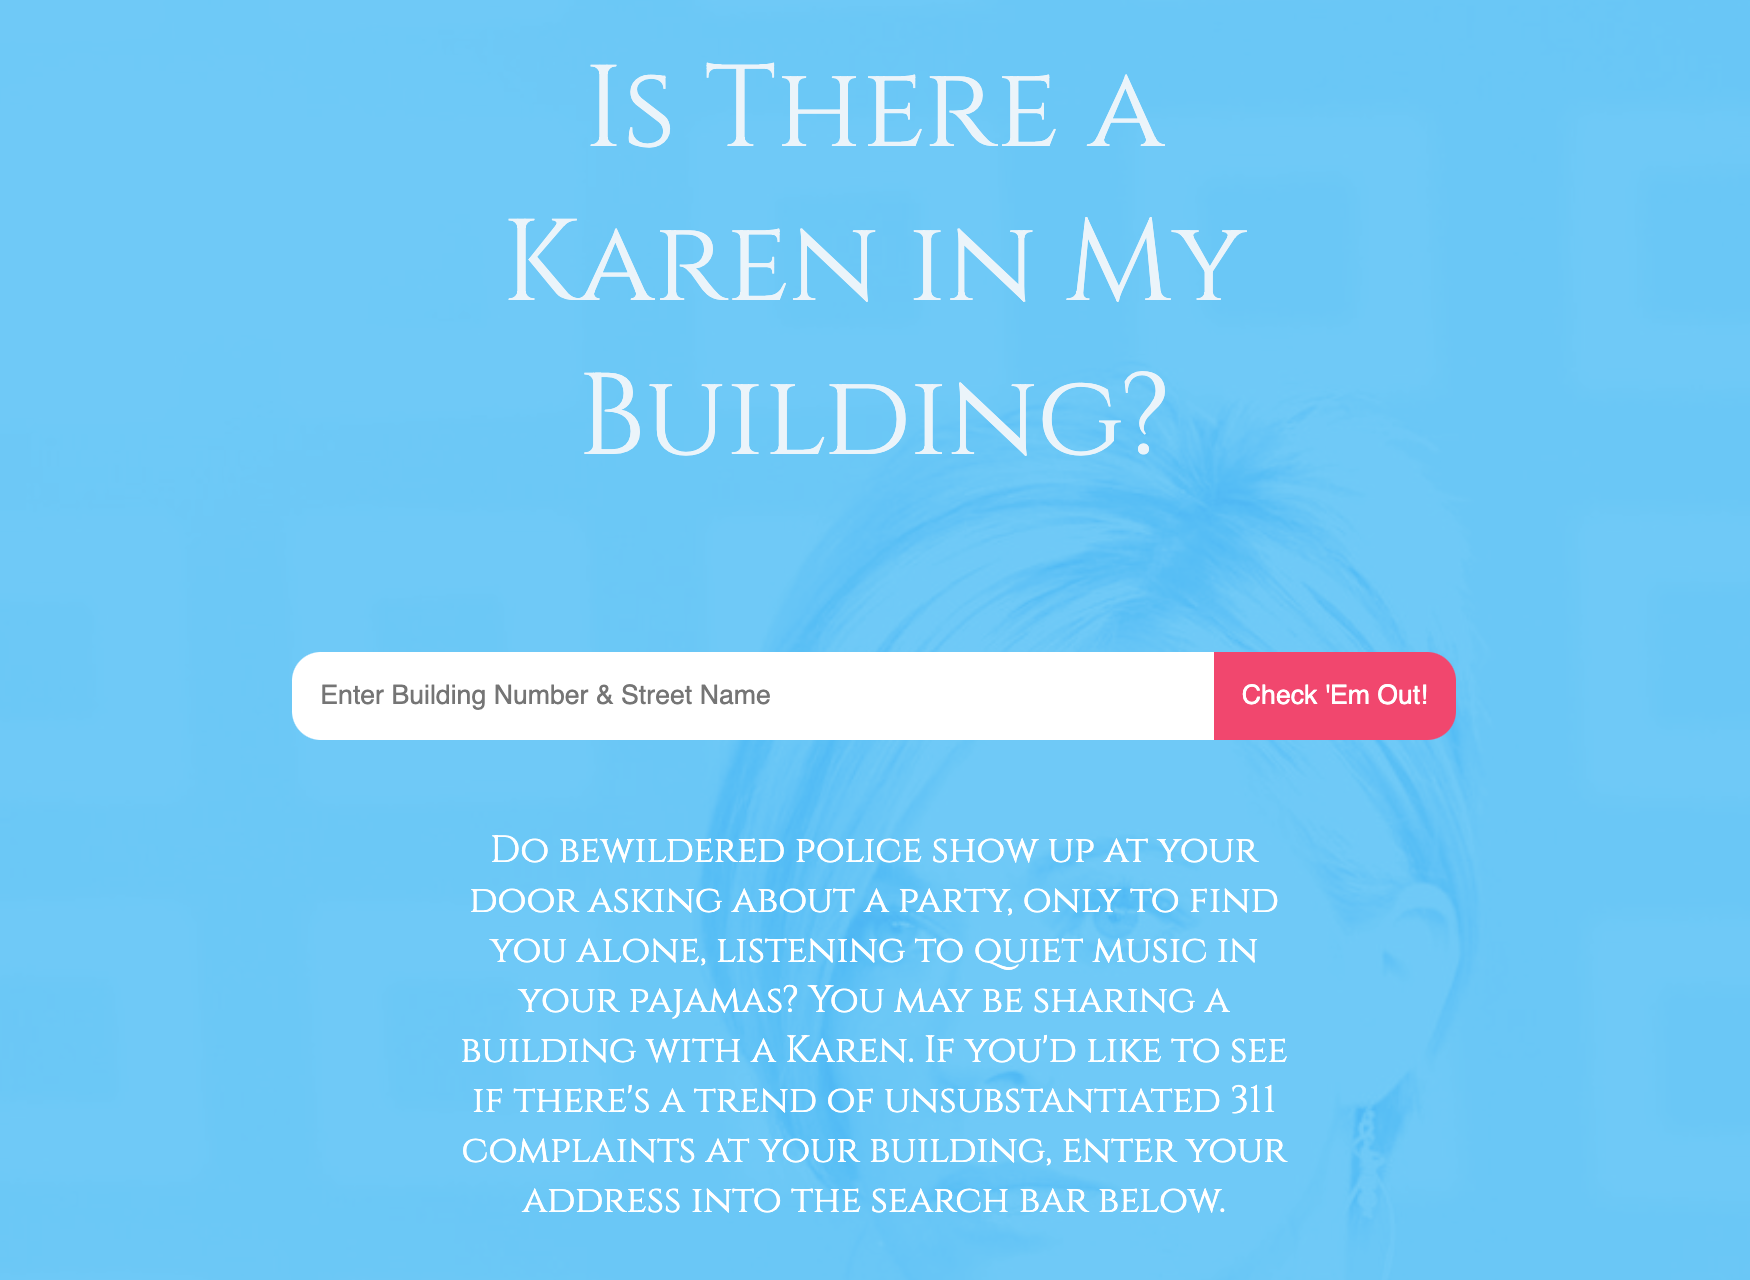 Is There a
Karen in My
Building?
Enter Building Number & Street Name
Check 'Em Out!
Do bewildered police show up at your
door asking about a party, only to find
you alone, listening to quiet music in
your pajamas? You may be sharing a
building with a Karen. If you'd like to see
if there's a trend of unsubstantiated 311
complaints at your building, enter your
address into the search bar below.